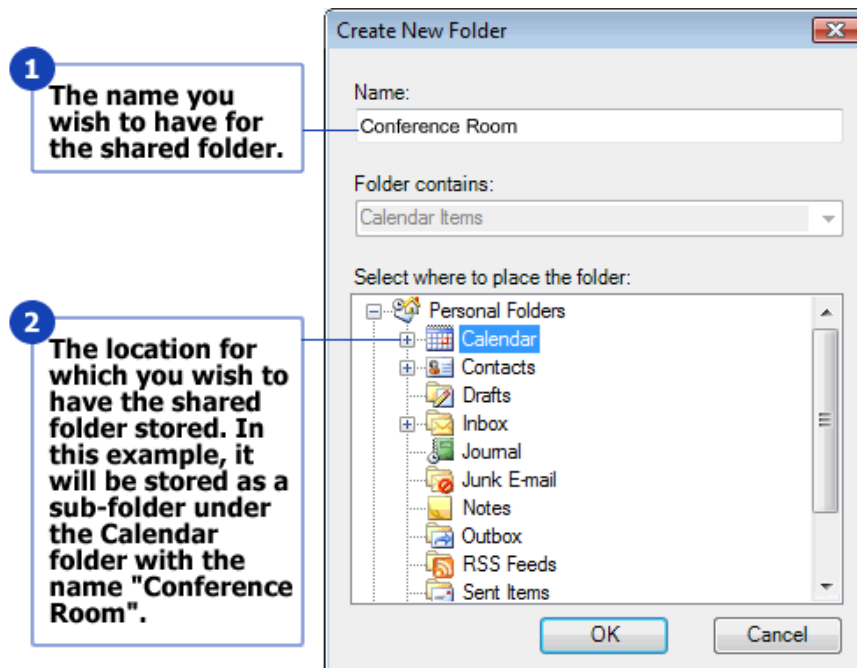 Create New Folder
1
The name you
wish to have for
the shared folder.
Name:
Conference Room
Folder contains:
Calendar Items
Select where to place the folder:
2
The location for
which you wish to
have the shared
folder stored. In
this example, it
will be stored as a
sub-folder under
the Calendar
folder with the
name "Conference
Room".
Personal Folders
Calendar
Contacts
Drafts
Inbox
Journal
Junk E-mail
Notes
Outbox
RSS Feeds
Sent Items
OK
Cancel